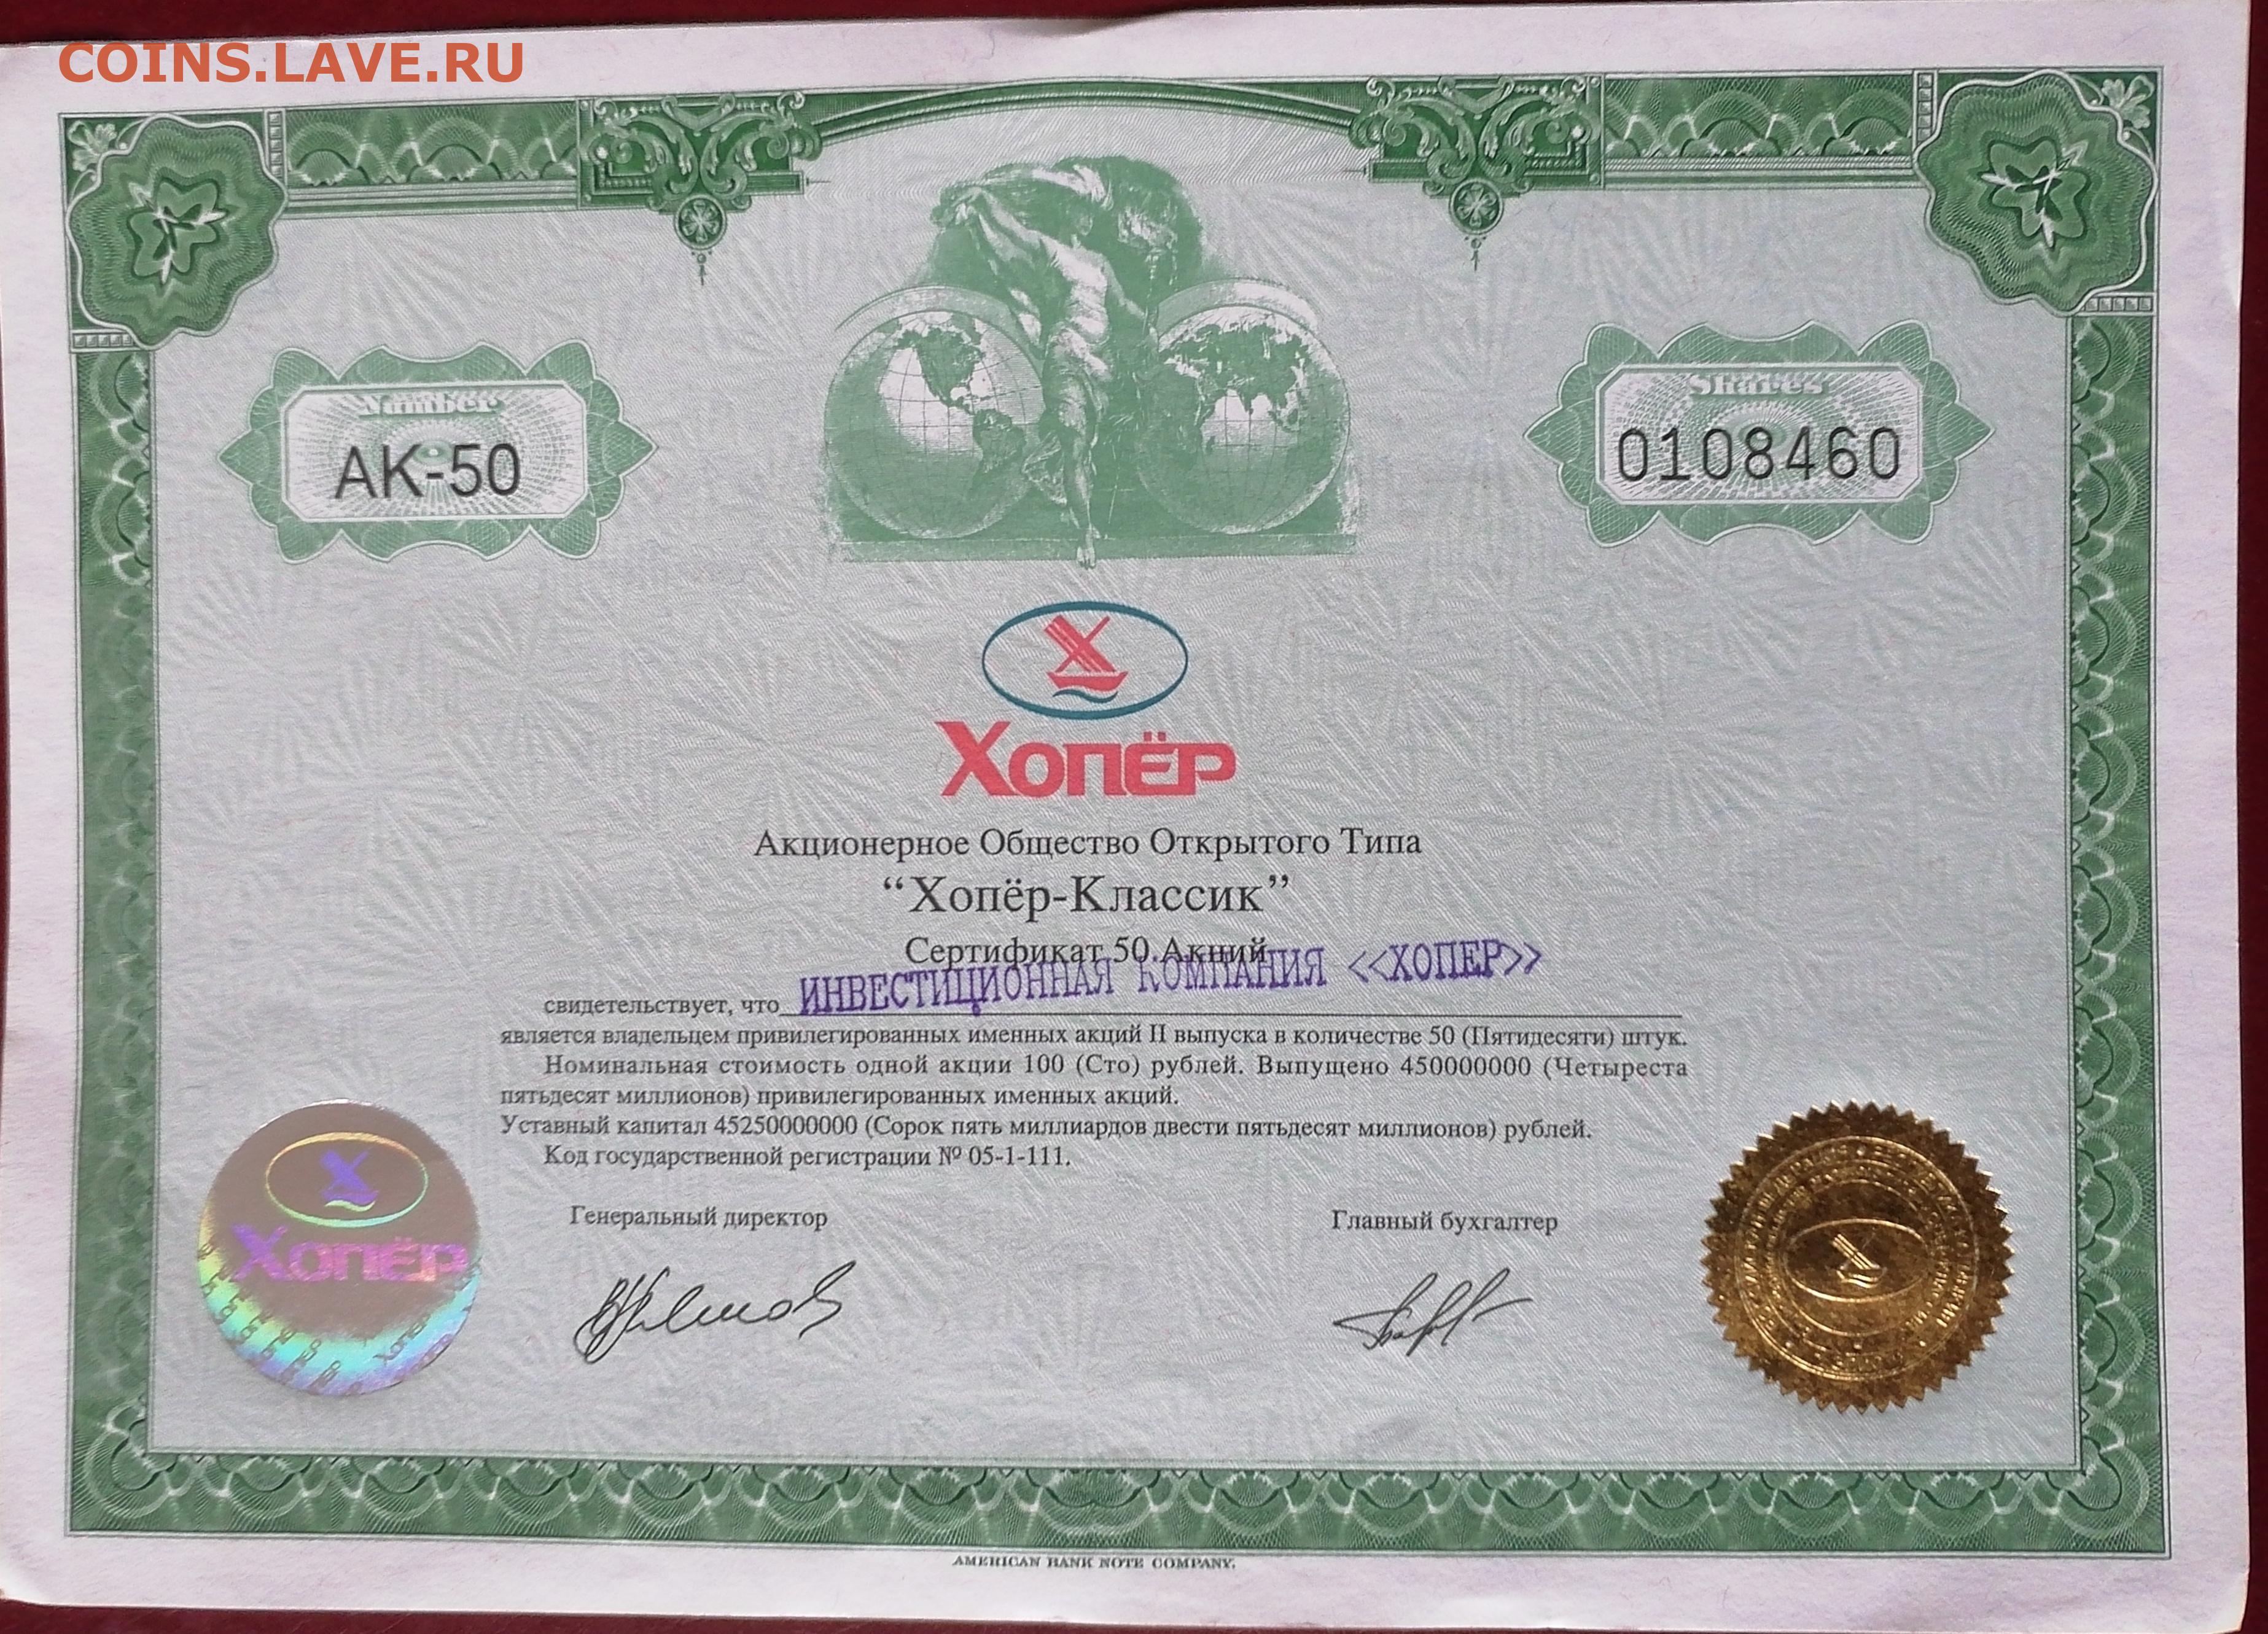 COINS.LAVE.RU
Number
АК-50
Shares
0108460
ХОПЁР
Акционерное Общество Открытого Типа
“Хопёр-Классик”
Сертификат 50 Акций
ИНВЕСТИЦИОННАЯ КОМПАНИЯ <<ХОПЕР>>
свидетельствует, что
является владельцем привилегированных именных акций II выпуска в количестве 50 (Пятидесяти) штук.
Номинальная стоимость одной акции 100 (Сто) рублей. Выпущено 450000000 (Четыреста
пятьдесят миллионов) привилегированных именных акций.
Уставный капитал 45250000000 (Сорок пять миллиардов двести пятьдесят миллионов) рублей.
Код государственной регистрации № 05-1-111.
Генеральный директор
Главный бухгалтер
ХОПЁР
AMERICAN BANK NOTE COMPANY.